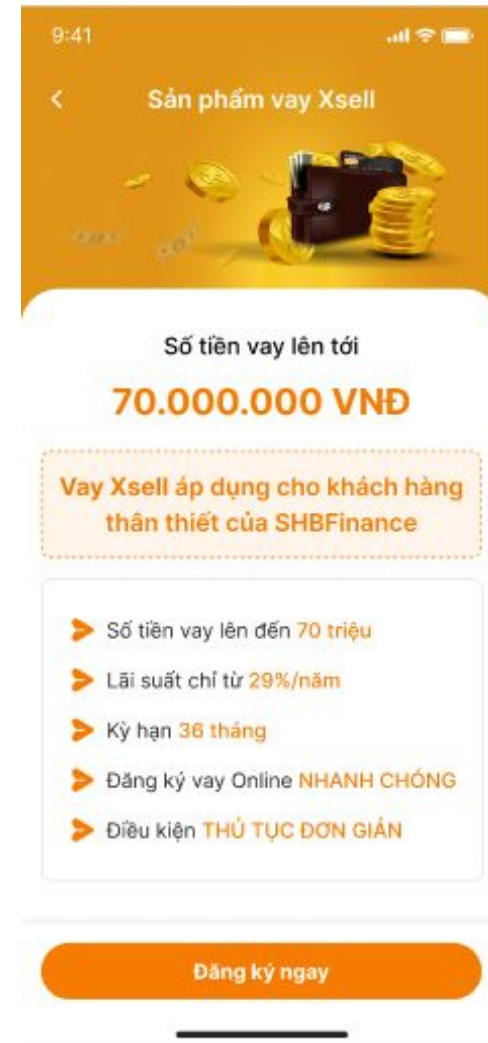 9:41
Sản phẩm vay Xsell
Số tiền vay lên tới
70.000.000 VNĐ
Vay Xsell áp dụng cho khách hàng
thân thiết của SHBFinance
Số tiền vay lên đến 70 triệu
Lãi suất chỉ từ 29%/năm
Kỳ hạn 36 tháng
Đăng ký vay Online NHANH CHÓNG
Điều kiện THỦ TỤC ĐƠN GIẢN
Đăng ký ngay